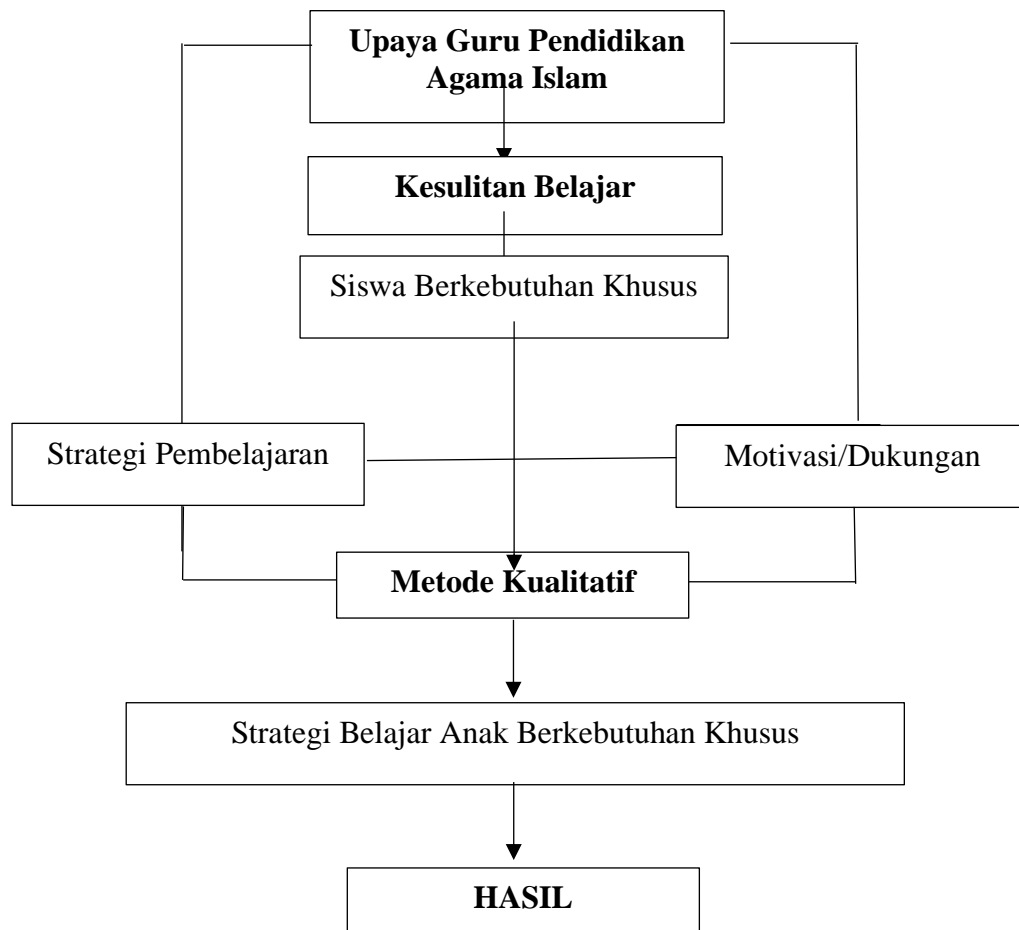 Upaya Guru Pendidikan
Agama Islam
Kesulitan Belajar
Siswa Berkebutuhan Khusus
Strategi Pembelajaran
Motivasi/Dukungan
Metode Kualitatif
Strategi Belajar Anak Berkebutuhan Khusus
HASIL